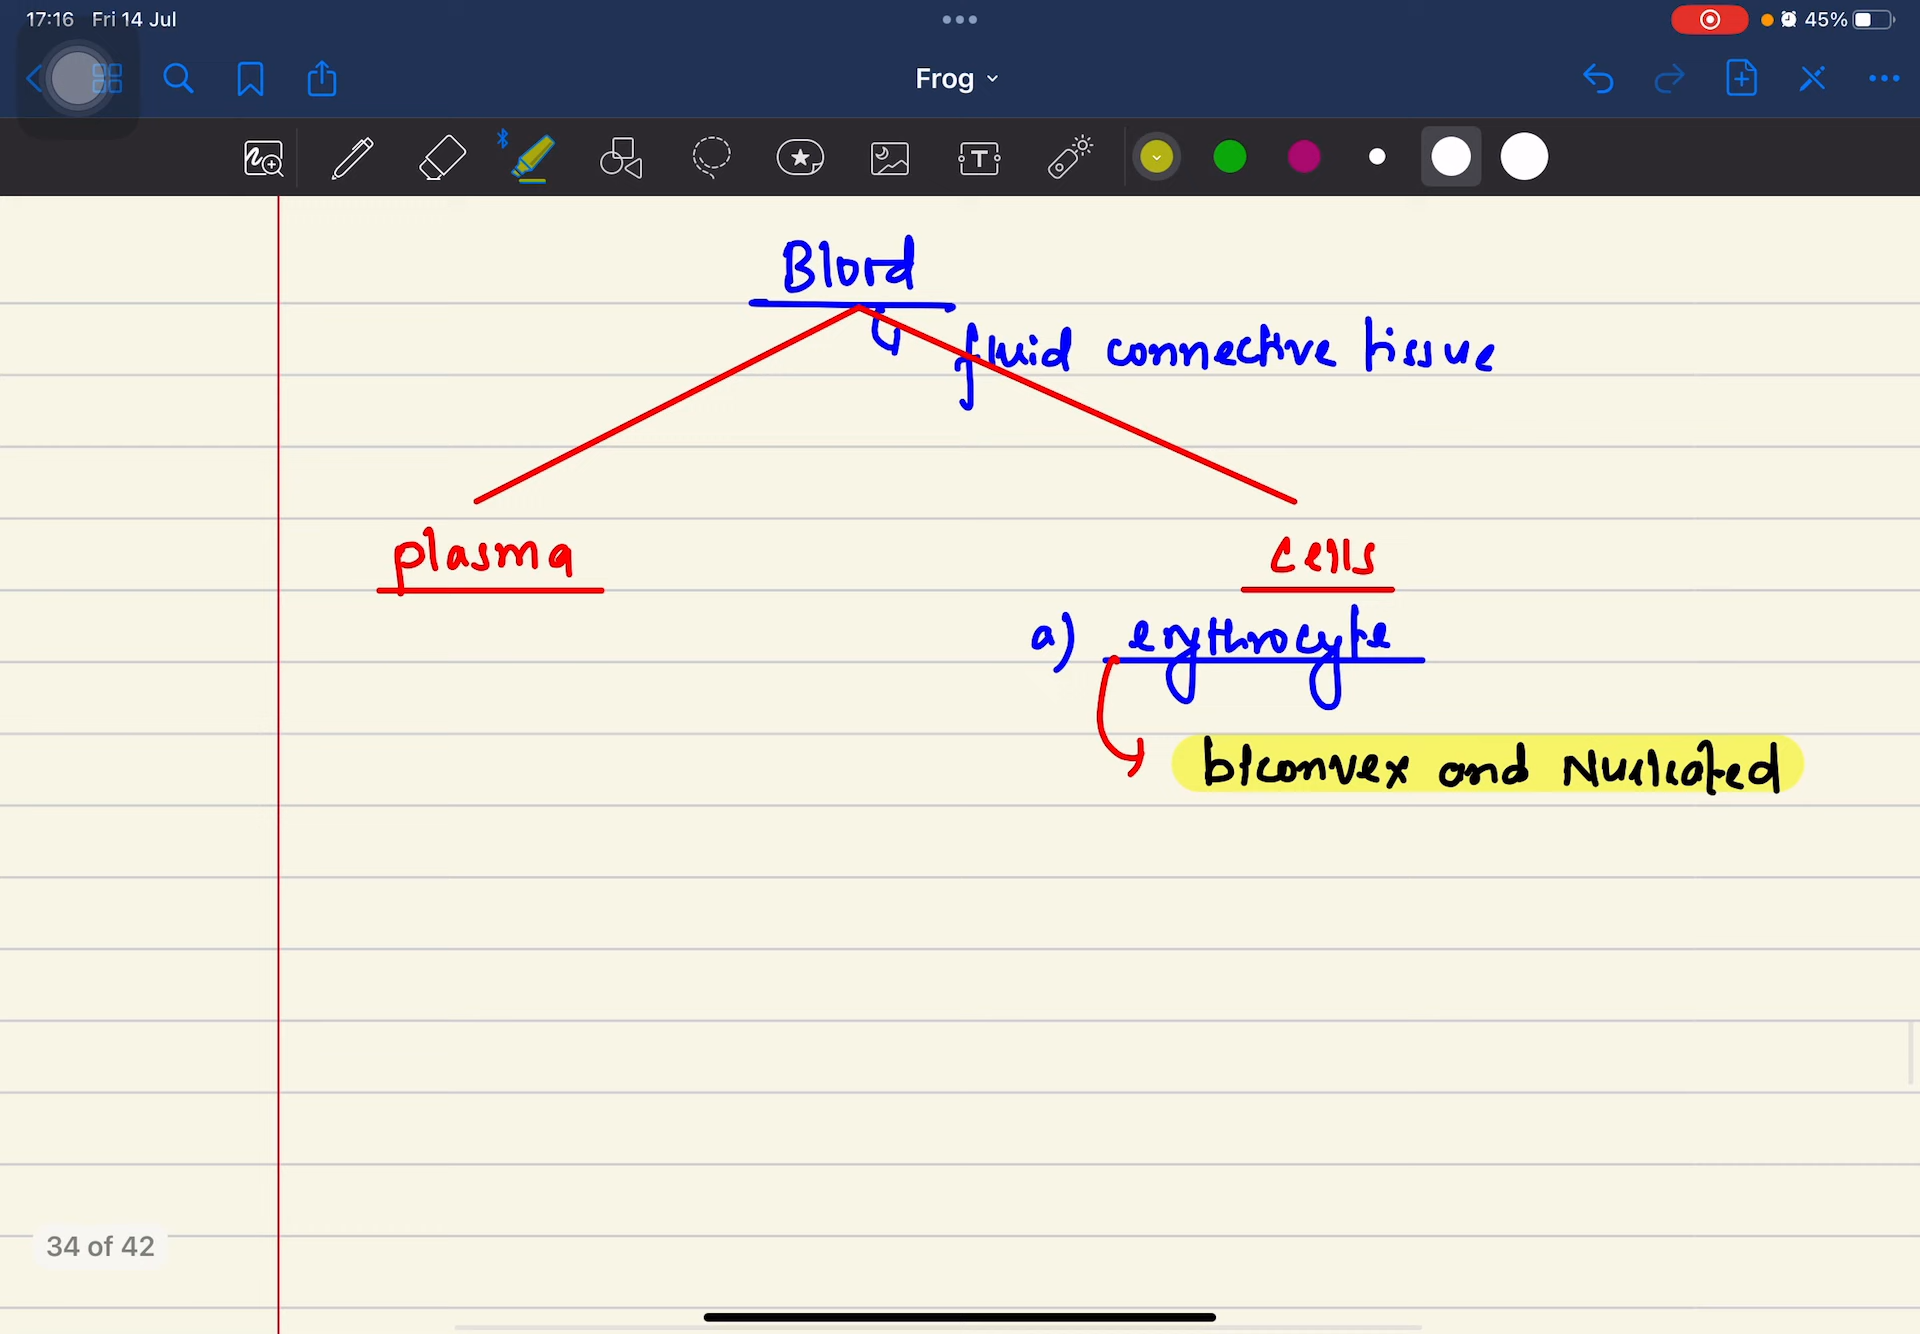 17:16 Fri 14 Jul
45%
Frog
T
Blood
fluid connective tissue
plasma
cells
a) erythrocyte
biconvex and Nucleated
34 of 42